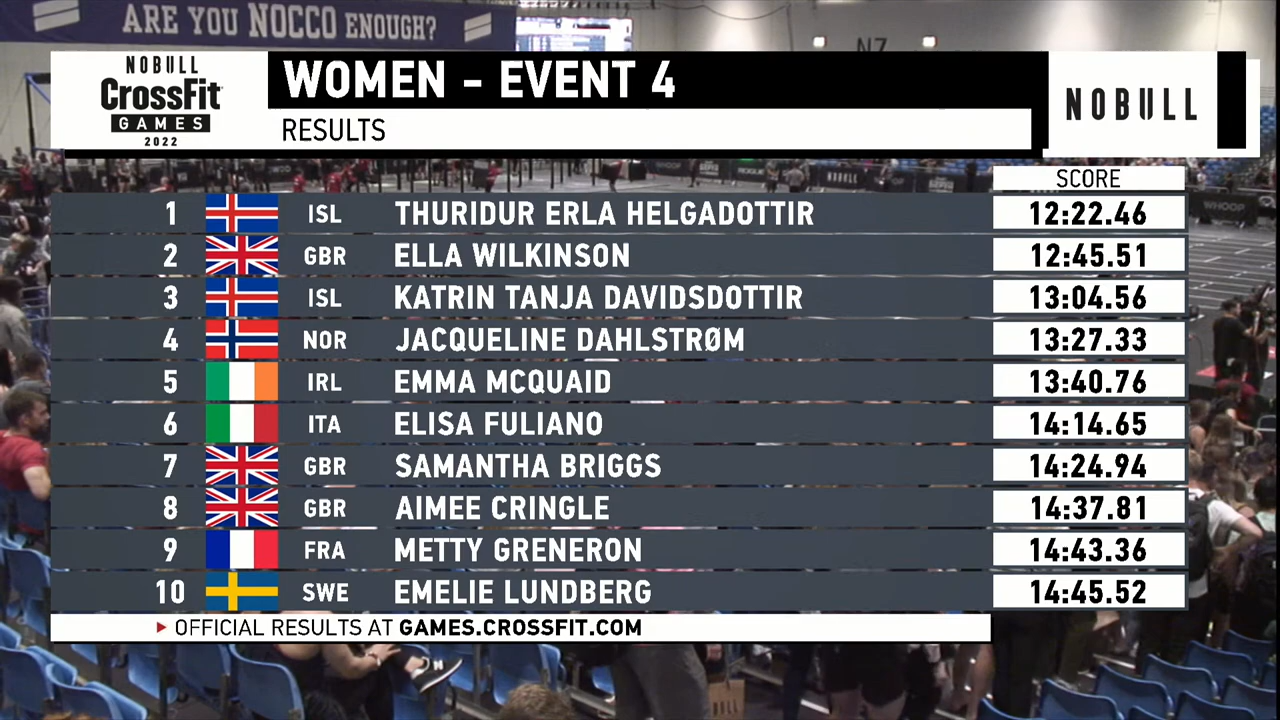 ARE YOU NOCCO ENOUGH?
NOBULL
CrossFit
GAMES
2022
WOMEN - EVENT 4
RESULTS
NOBULL
SCORE
1 ISL THURIDUR ERLA HELGADOTTIR 12:22.46
2 GBR ELLA WILKINSON 12:45.51
3 ISL KATRIN TANJA DAVIDSDOTTIR 13:04.56
4 NOR JACQUELINE DAHLSTRØM 13:27.33
5 IRL EMMA MCQUAID 13:40.76
6 ITA ELISA FULIANO 14:14.65
7 GBR SAMANTHA BRIGGS 14:24.94
8 GBR AIMEE CRINGLE 14:37.81
9 FRA METTY GRENERON 14:43.36
10 SWE EMELIE LUNDBERG 14:45.52
OFFICIAL RESULTS AT GAMES.CROSSFIT.COM
WHOOP
NOBULL
WHOOP
NOBULL